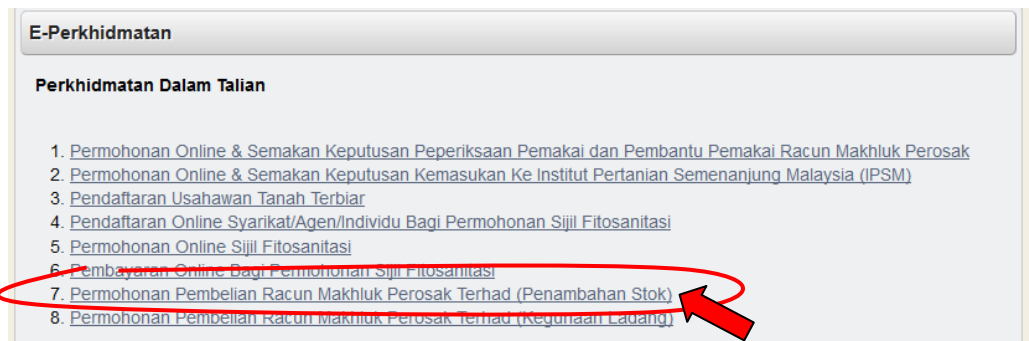 E-Perkhidmatan
Perkhidmatan Dalam Talian
1. Permohonan Online & Semakan Keputusan Peperiksaan Pemakai dan Pembantu Pemakai Racun Makhluk Perosak
2. Permohonan Online & Semakan Keputusan Kemasukan Ke Institut Pertanian Semenanjung Malaysia (IPSM)
3. Pendaftaran Usahawan Tanah Terbiar
4. Pendaftaran Online Syarikat/Agen/Individu Bagi Permohonan Sijil Fitosanitasi
5. Permohonan Online Sijil Fitosanitasi
6. Pembayaran Online Bagi Permohonan Sijil Fitosanitasi
7. Permohonan Pembelian Racun Makhluk Perosak Terhad (Penambahan Stok)
8. Permohonan Pembelian Racun Makhluk Perosak Terhad (Kegunaan Ladang)